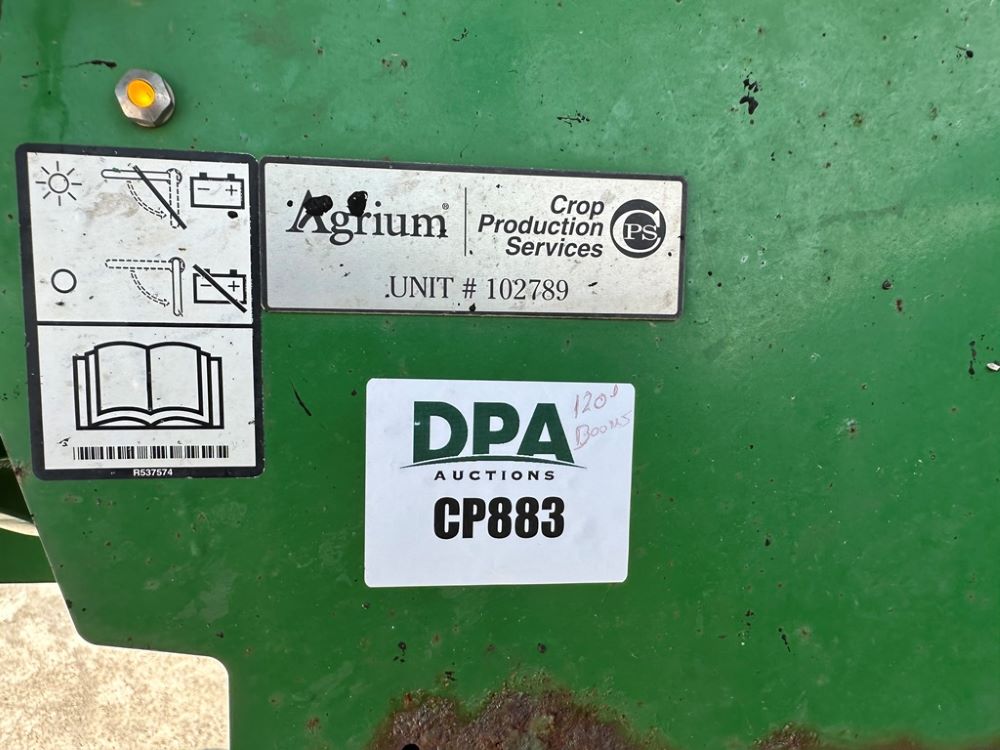 Agrium®
Crop
Production
Services
CPS
UNIT # 102789
R537574
DPA
AUCTIONS
CP883
120'
Booms